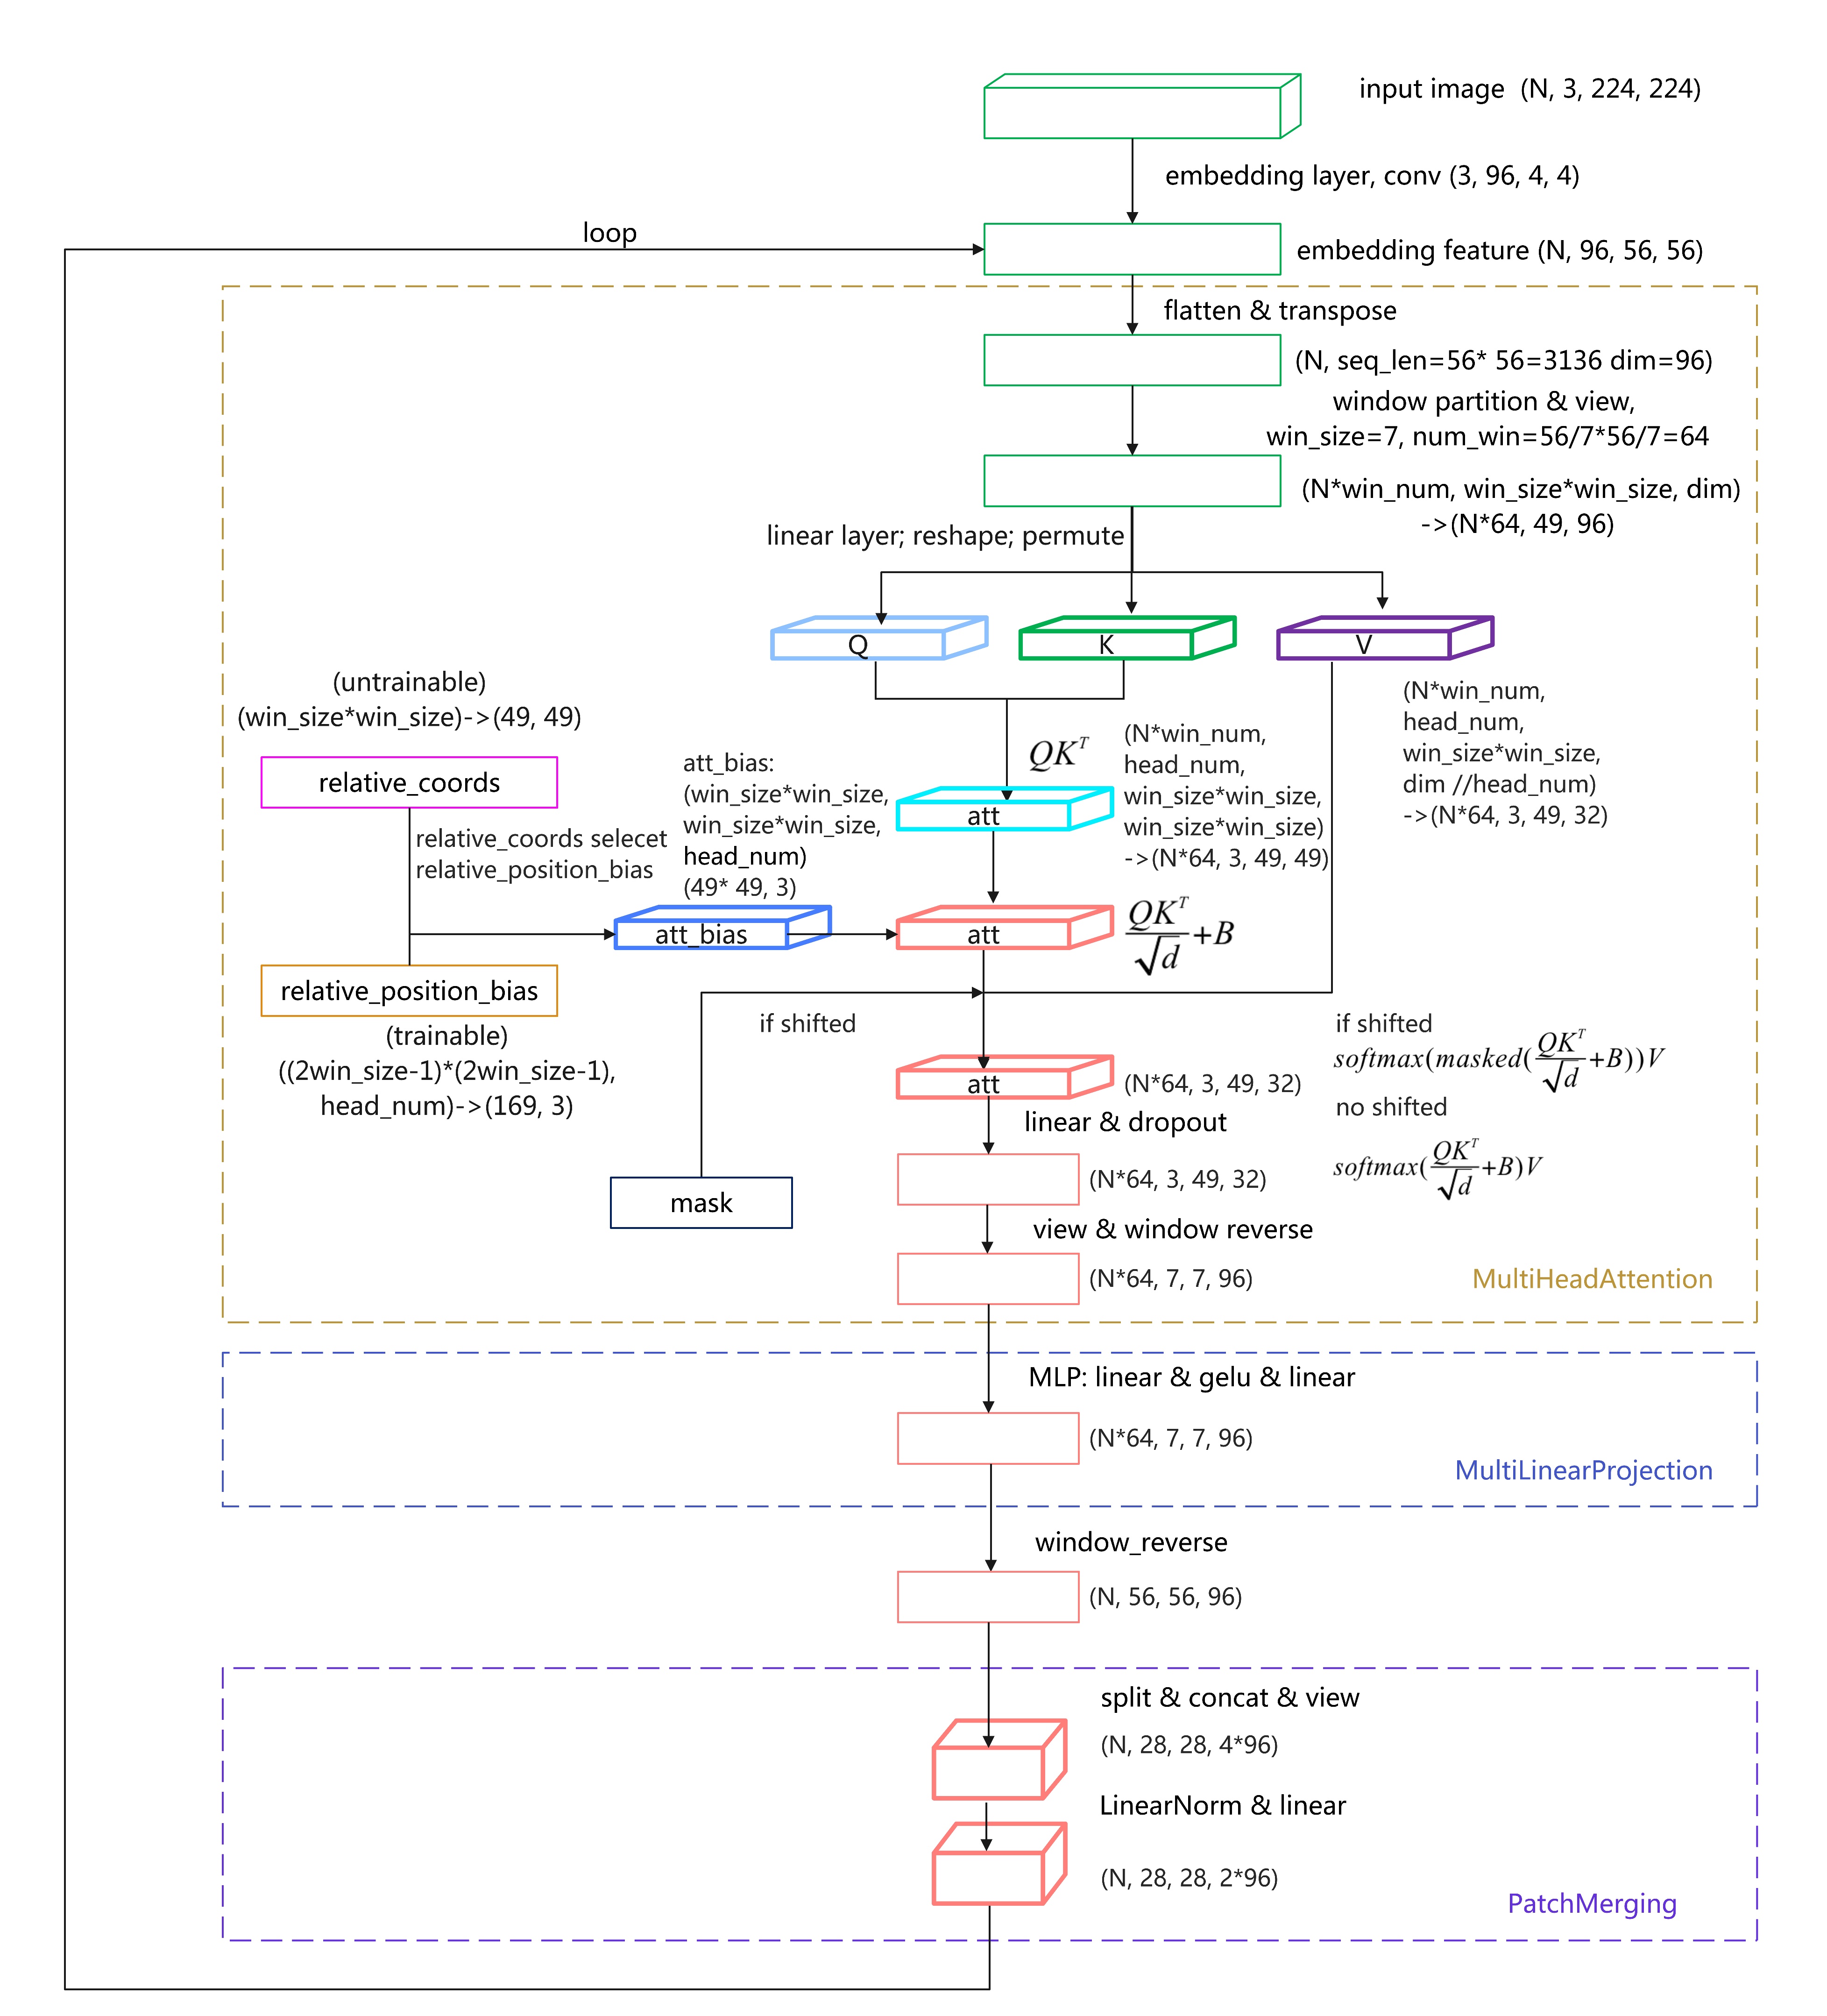 input image  (N, 3, 224, 224)
embedding layer, conv (3, 96, 4, 4)
loop
embedding feature (N, 96, 56, 56)
flatten & transpose
(N, seq_len=56* 56=3136 dim=96)
window partition & view,
win_size=7, num_win=56/7*56/7=64
(N*win_num, win_size*win_size, dim)
->(N*64, 49, 96)
linear layer; reshape; permute
Q
K
V
(untrainable)
(win_size*win_size)->(49, 49)
relative_coords
relative_coords selecet
relative_position_bias
relative_position_bias
(trainable)
((2win_size-1)*(2win_size-1),
head_num)->(169, 3)
att_bias:
(win_size*win_size,
win_size*win_size,
head_num)
(49* 49, 3)
att_bias
QK^T
(N*win_num,
head_num,
win_size*win_size,
win_size*win_size)
->(N*64, 3, 49, 49)
(N*win_num,
head_num,
win_size*win_size,
dim //head_num)
->(N*64, 3, 49, 32)
att
att
QK^T/√d+B
if shifted
mask
att
(N*64, 3, 49, 32)
if shifted
softmax(masked(QK^T/√d+B))V
no shifted
softmax(QK^T/√d+B)V
linear & dropout
(N*64, 3, 49, 32)
view & window reverse
(N*64, 7, 7, 96)
MultiHeadAttention
MLP: linear & gelu & linear
(N*64, 7, 7, 96)
MultiLinearProjection
window_reverse
(N, 56, 56, 96)
split & concat & view
(N, 28, 28, 4*96)
LinearNorm & linear
(N, 28, 28, 2*96)
PatchMerging